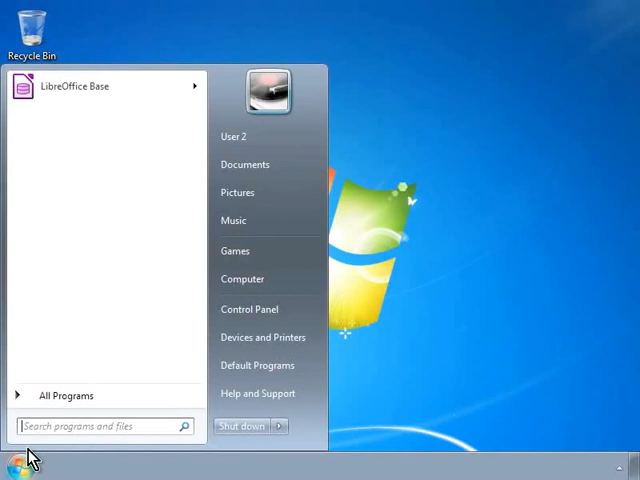 Recycle Bin
LibreOffice Base
User 2
Documents
Pictures
Music
Games
Computer
Control Panel
Devices and Printers
Default Programs
Help and Support
All Programs
Search programs and files
Shut down